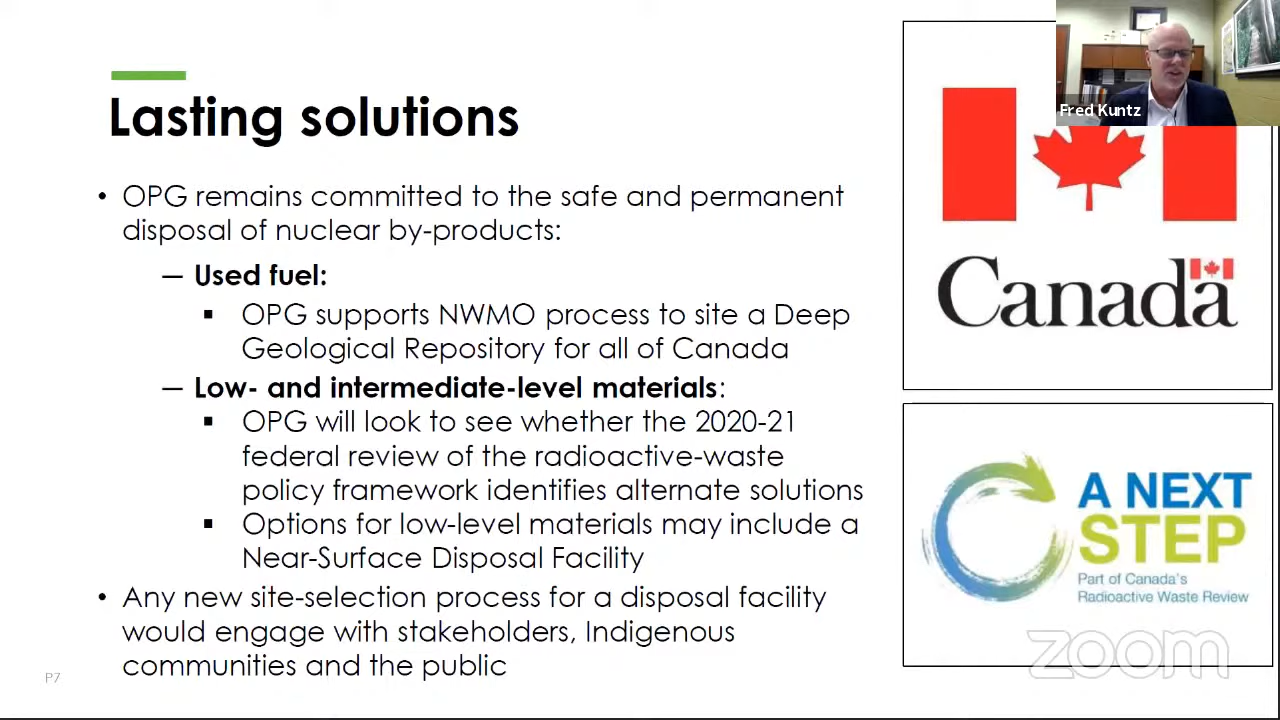 Fred Kuntz
Lasting solutions
• OPG remains committed to the safe and permanent
disposal of nuclear by-products:
— Used fuel:
▪ OPG supports NWMO process to site a Deep
Geological Repository for all of Canada
— Low- and intermediate-level materials:
▪ OPG will look to see whether the 2020-21
federal review of the radioactive-waste
policy framework identifies alternate solutions
▪ Options for low-level materials may include a
Near-Surface Disposal Facility
• Any new site-selection process for a disposal facility
would engage with stakeholders, Indigenous
communities and the public
P7
Canada
A NEXT
STEP
Part of Canada's
Radioactive Waste Review
zoom